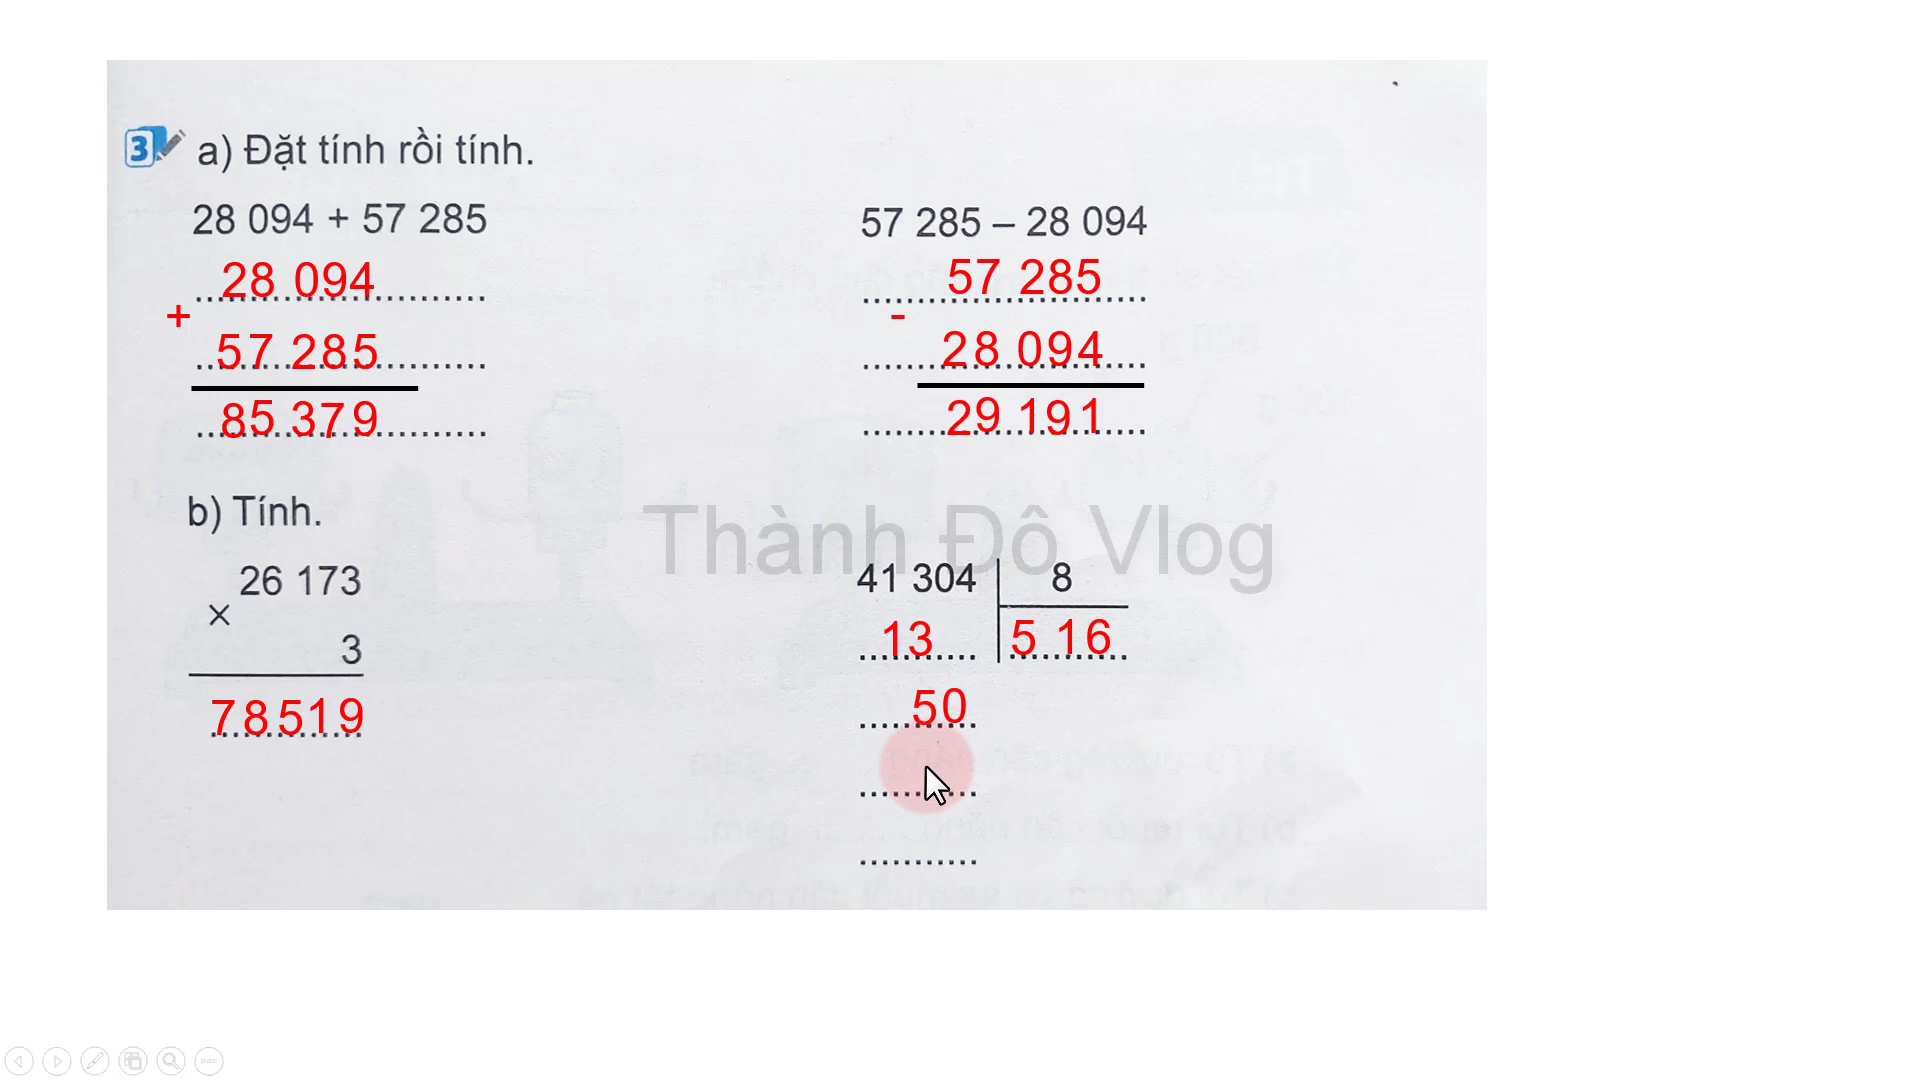 3 a) Đặt tính rồi tính.
28 094 + 57 285
28 094
+
57 285
85 379
57 285 – 28 094
57 285
-
28 094
29 191
b) Tính.
26 173
×
3
78519
41 304 8
13 5 16
50
Thành Đô Vlog